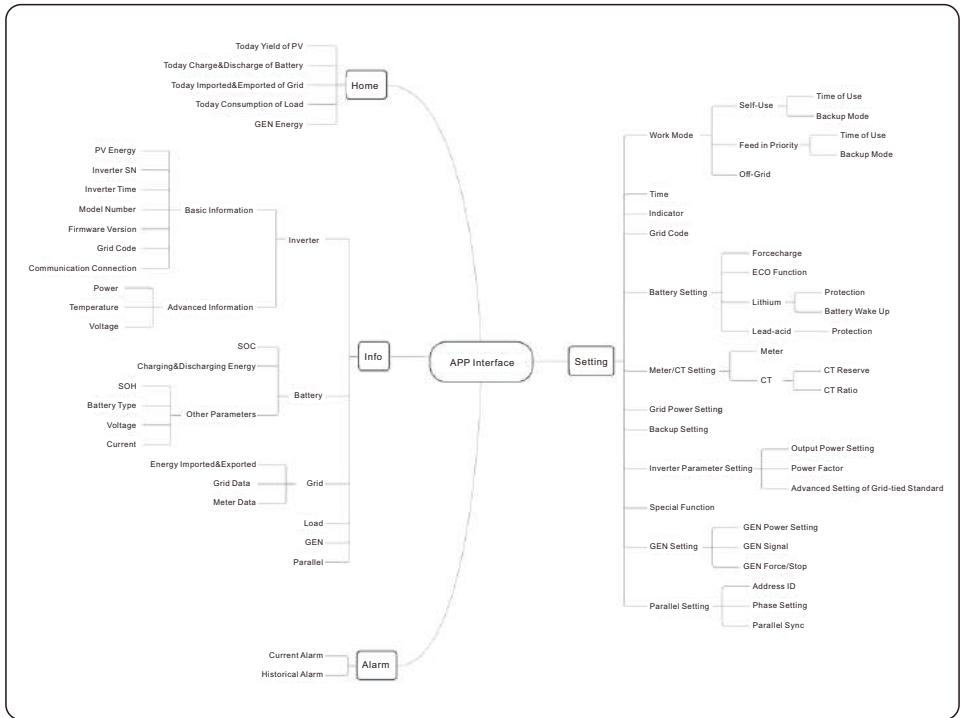 Today Yield of PV
Today Charge&Discharge of Battery
Today Imported&Emported of Grid
Today Consumption of Load
GEN Energy
Home
PV Energy
Inverter SN
Inverter Time
Model Number
Firmware Version
Grid Code
Communication Connection
Basic Information
Power
Temperature
Voltage
Advanced Information
Inverter
SOC
Charging&Discharging Energy
SOH
Battery Type
Voltage
Current
Other Parameters
Battery
Energy Imported&Exported
Grid Data
Meter Data
Grid
Load
GEN
Parallel
Info
Current Alarm
Historical Alarm
Alarm
APP Interface
Setting
Work Mode
Self-Use
Time of Use
Backup Mode
Feed in Priority
Time of Use
Backup Mode
Off-Grid
Time
Indicator
Grid Code
Battery Setting
Forcecharge
ECO Function
Lithium
Protection
Battery Wake Up
Lead-acid
Protection
Meter/CT Setting
Meter
CT
CT Reserve
CT Ratio
Grid Power Setting
Backup Setting
Inverter Parameter Setting
Output Power Setting
Power Factor
Advanced Setting of Grid-tied Standard
Special Function
GEN Setting
GEN Power Setting
GEN Signal
GEN Force/Stop
Parallel Setting
Address ID
Phase Setting
Parallel Sync